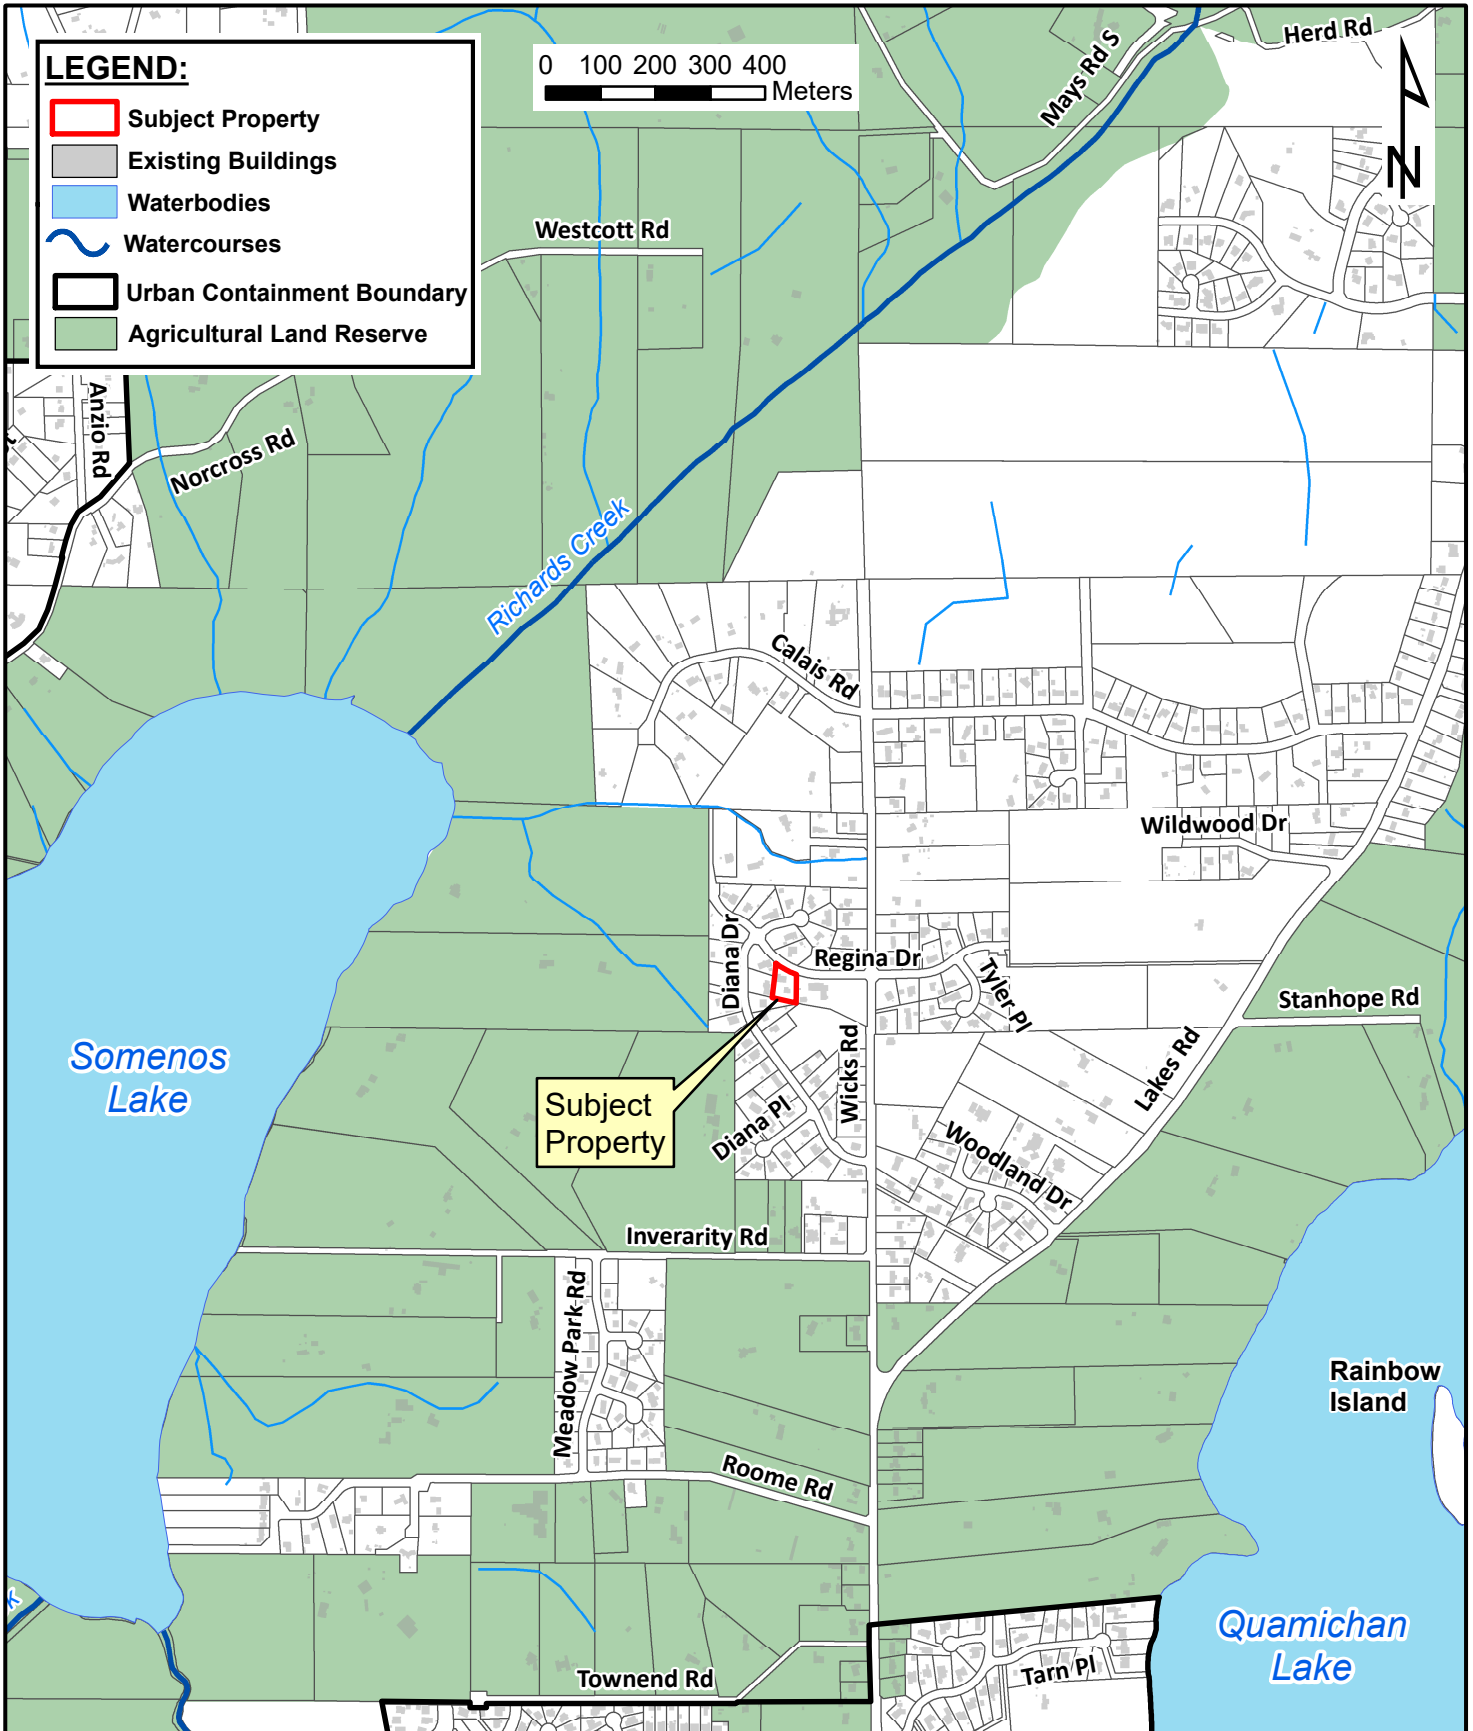 Herd Rd
Mays Rd S
LEGEND:
Subject Property
Existing Buildings
Waterbodies
Watercourses
Urban Containment Boundary
Agricultural Land Reserve
0 100 200 300 400
Meters
N
Westcott Rd
Anzio Rd
Norcross Rd
Richards Creek
Calais Rd
Wildwood Dr
Diana Dr
Regina Dr
Tyler Pl
Stanhope Rd
Somenos
Lake
Wicks Rd
Lakes Rd
Subject
Property
Diana Pl
Woodland Dr
Inverarity Rd
Meadow Park Rd
Rainbow
Island
Roome Rd
Quamichan
Lake
Townend Rd
Tarn Pl